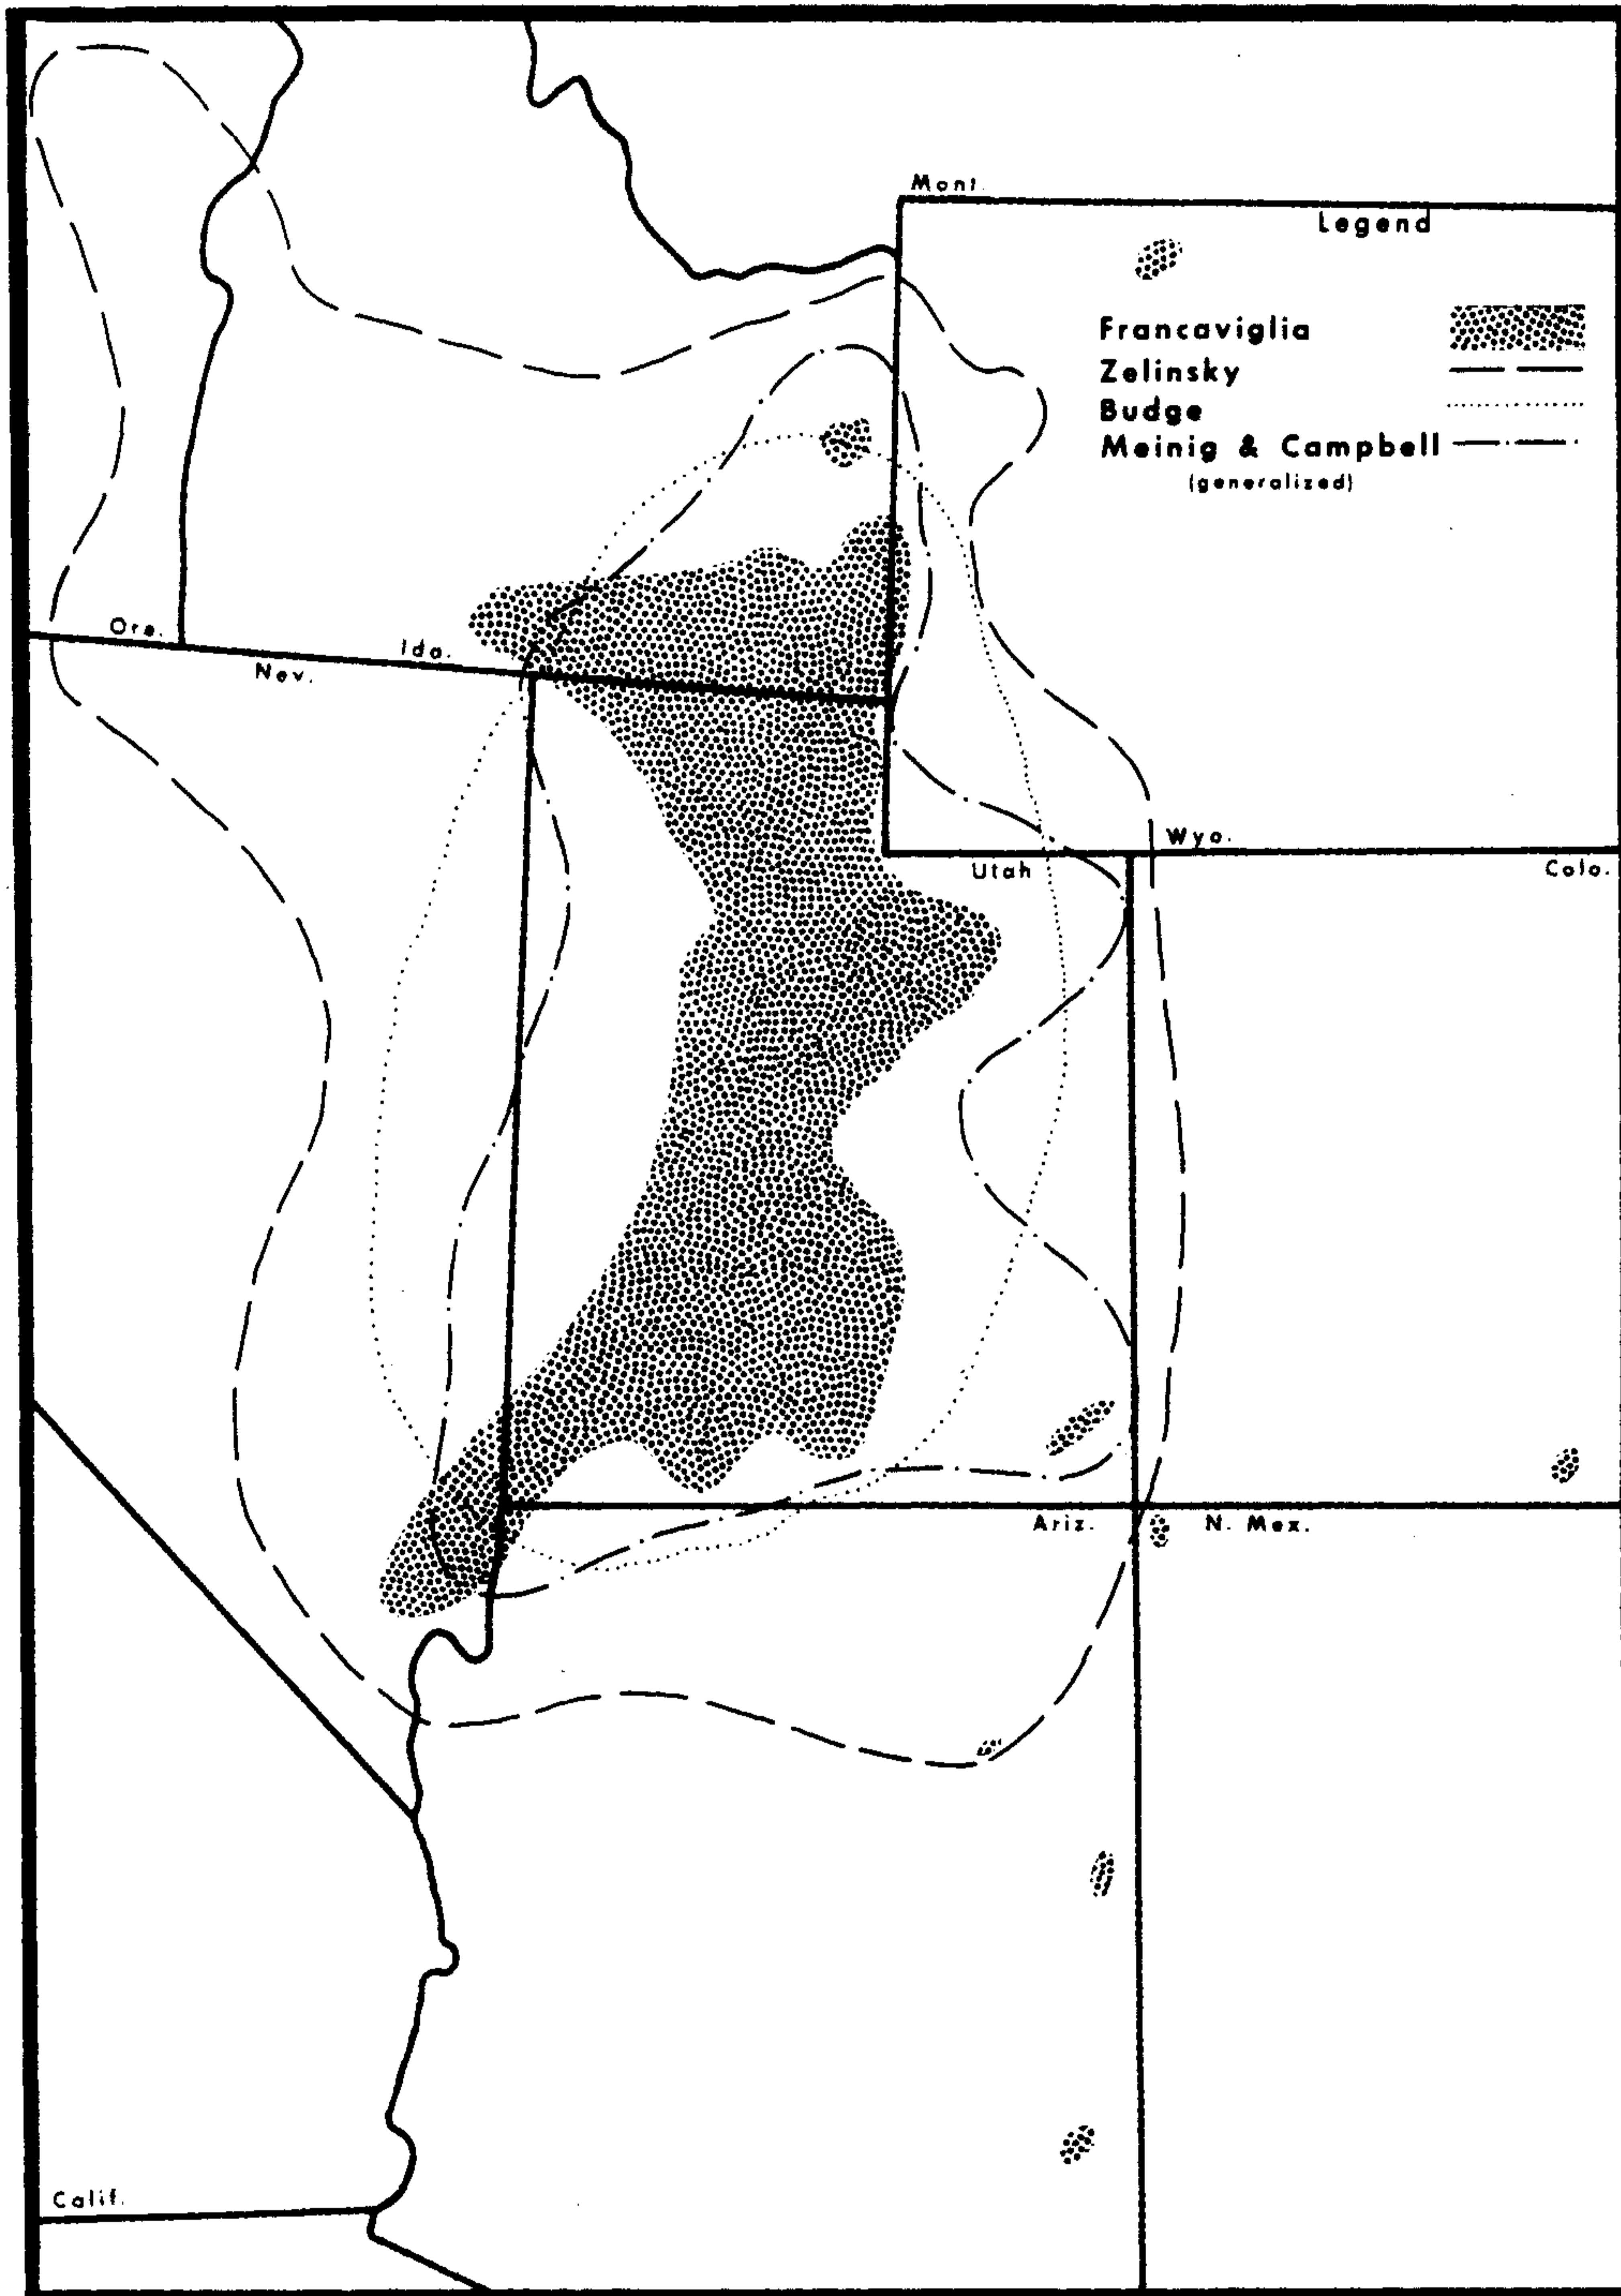 Mont.
Legend
Francaviglia
Zelinsky
Budge
Meinig & Campbell
(generalized)
Ore.
Ida.
Nev.
Wyo.
Utah
Colo.
Ariz.
N. Mex.
Calif.